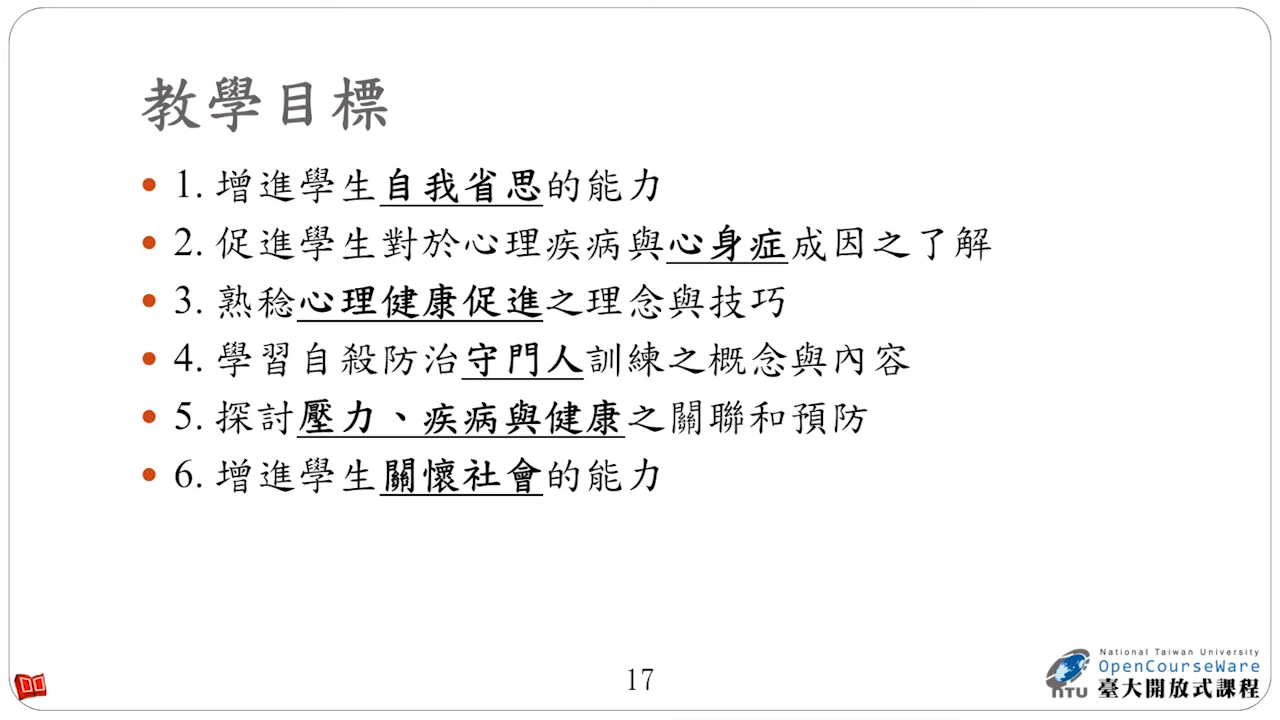 教學目標
• 1. 增進學生自我省思的能力
• 2. 促進學生對於心理疾病與心身症成因之了解
• 3. 熟稔心理健康促進之理念與技巧
• 4. 學習自殺防治守門人訓練之概念與內容
• 5. 探討壓力、疾病與健康之關聯和預防
• 6. 增進學生關懷社會的能力
17
National Taiwan University
OpenCourseWare
NTU 臺大開放式課程